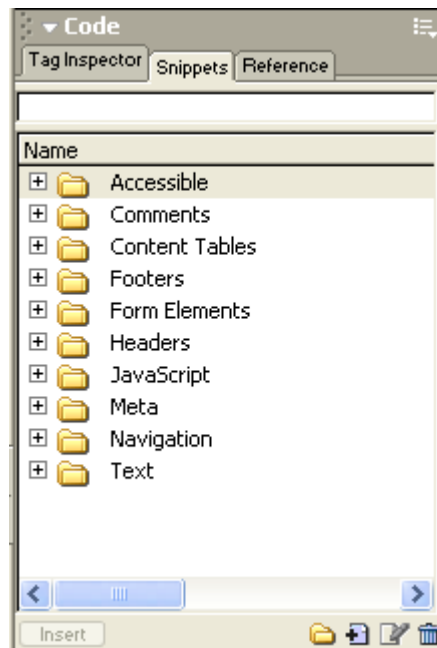 Code
Tag Inspector Snippets Reference
Name
Accessible
Comments
Content Tables
Footers
Form Elements
Headers
JavaScript
Meta
Navigation
Text
Insert